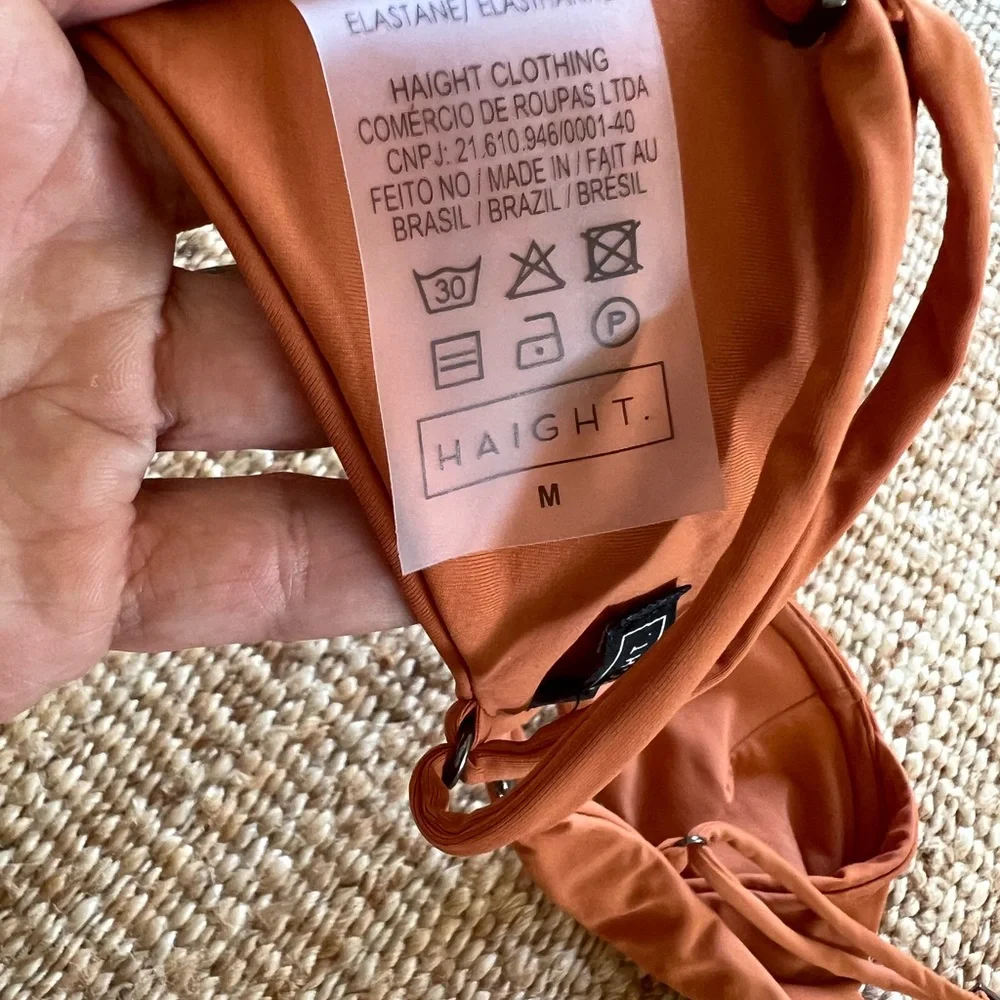 ELASTANE/
HAIGHT CLOTHING
COMÉRCIO DE ROUPAS LTDA
CNPJ: 21.610.946/0001-40
FEITO NO / MADE IN / FAIT AU
BRASIL / BRAZIL / BRÉSIL
30
P
HAIGHT.
M